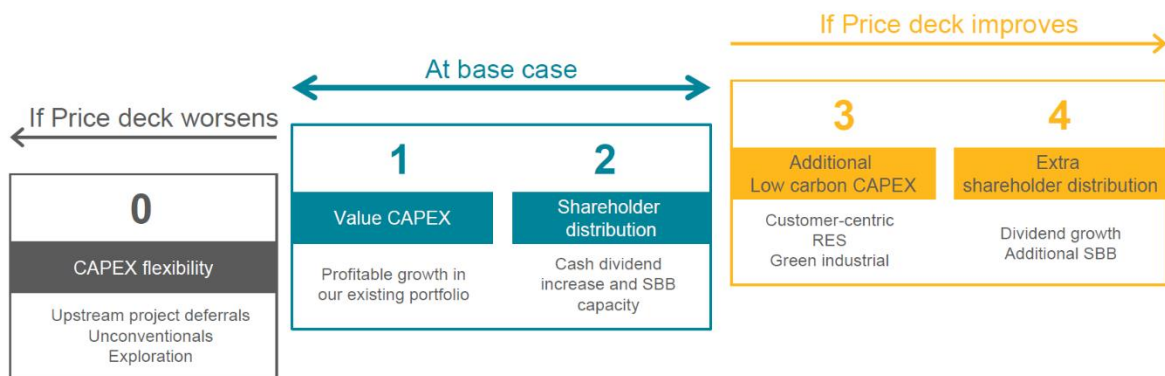 If Price deck worsens
0
CAPEX flexibility
Upstream project deferrals
Unconventionals
Exploration
At base case
1
Value CAPEX
Profitable growth in
our existing portfolio
2
Shareholder
distribution
Cash dividend
increase and SBB
capacity
If Price deck improves
3
Additional
Low carbon CAPEX
Customer-centric
RES
Green industrial
4
Extra
shareholder distribution
Dividend growth
Additional SBB